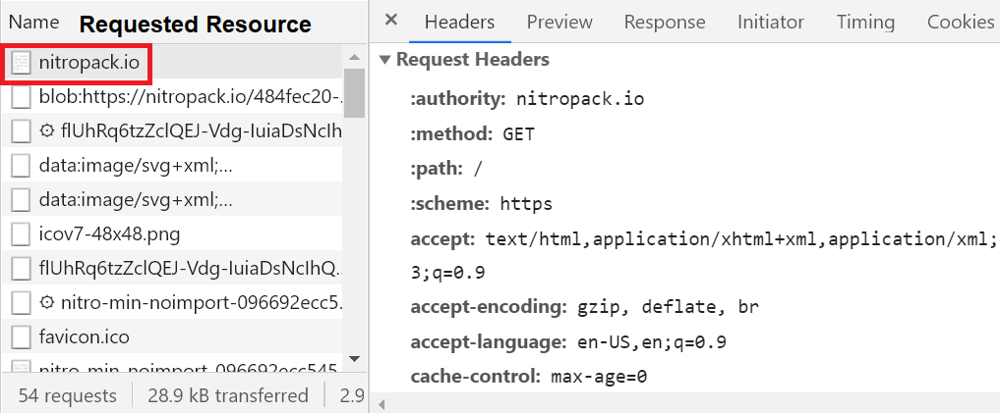 Name Requested Resource
nitropack.io
blob:https://nitropack.io/484fec20-..
flUhRq6tzZclQEJ-Vdg-IuiaDsNcIh
data:image/svg+xml;...
data:image/svg+xml;...
icov7-48x48.png
flUhRq6tzZclQEJ-Vdg-IuiaDsNcIhQ..
nitro-min-noimport-096692ecc5..
favicon.ico
nitro-min-noimport-096692ecc545
54 requests 28.9 kB transferred 2.9
× Headers Preview Response Initiator Timing Cookies
▼ Request Headers
:authority: nitropack.io
:method: GET
:path: /
:scheme: https
accept: text/html,application/xhtml+xml,application/xml;
3;q=0.9
accept-encoding: gzip, deflate, br
accept-language: en-US,en;q=0.9
cache-control: max-age=0